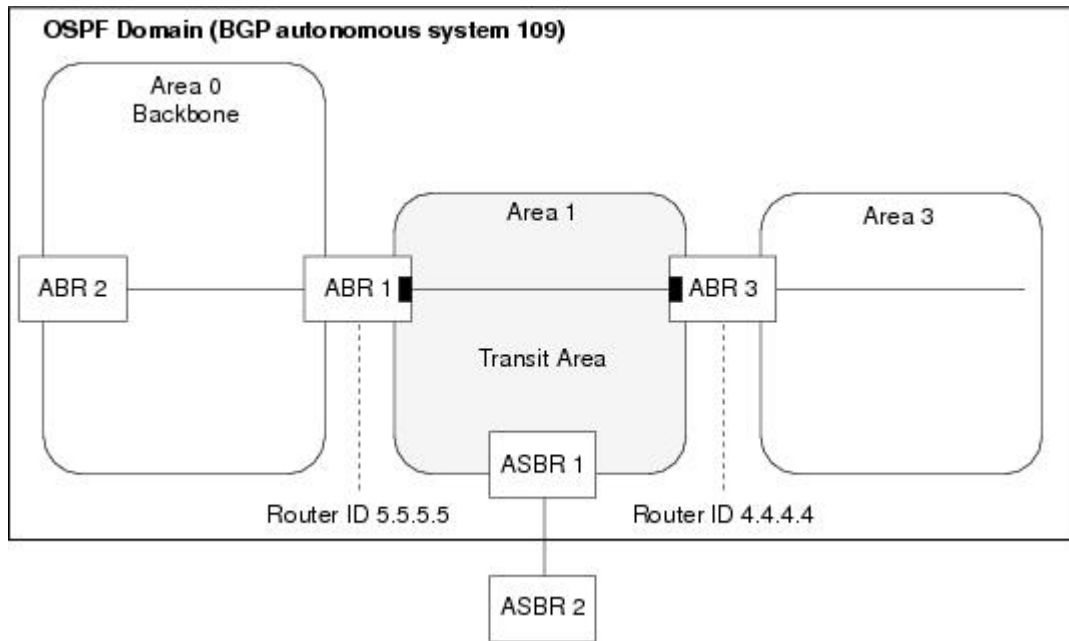 OSPF Domain (BGP autonomous system 109)
Area 0
Backbone
Area 1
Area 3
ABR 2
ABR 1
ABR 3
Transit Area
ASBR 1
Router ID 5.5.5.5
Router ID 4.4.4.4
ASBR 2